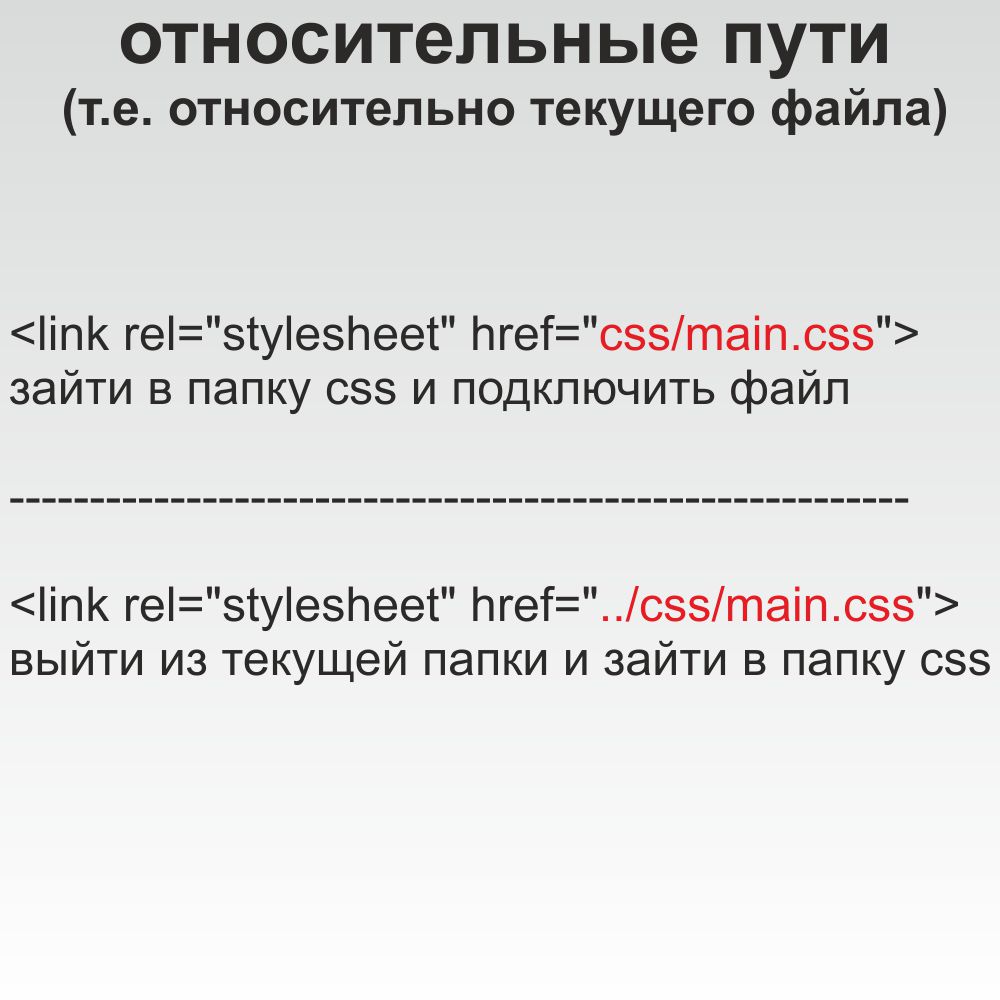 относительные пути
(т.е. относительно текущего файла)
<link rel="stylesheet" href="css/main.css">
зайти в папку css и подключить файл
--------------------------------------------------------
<link rel="stylesheet" href="../css/main.css">
выйти из текущей папки и зайти в папку css